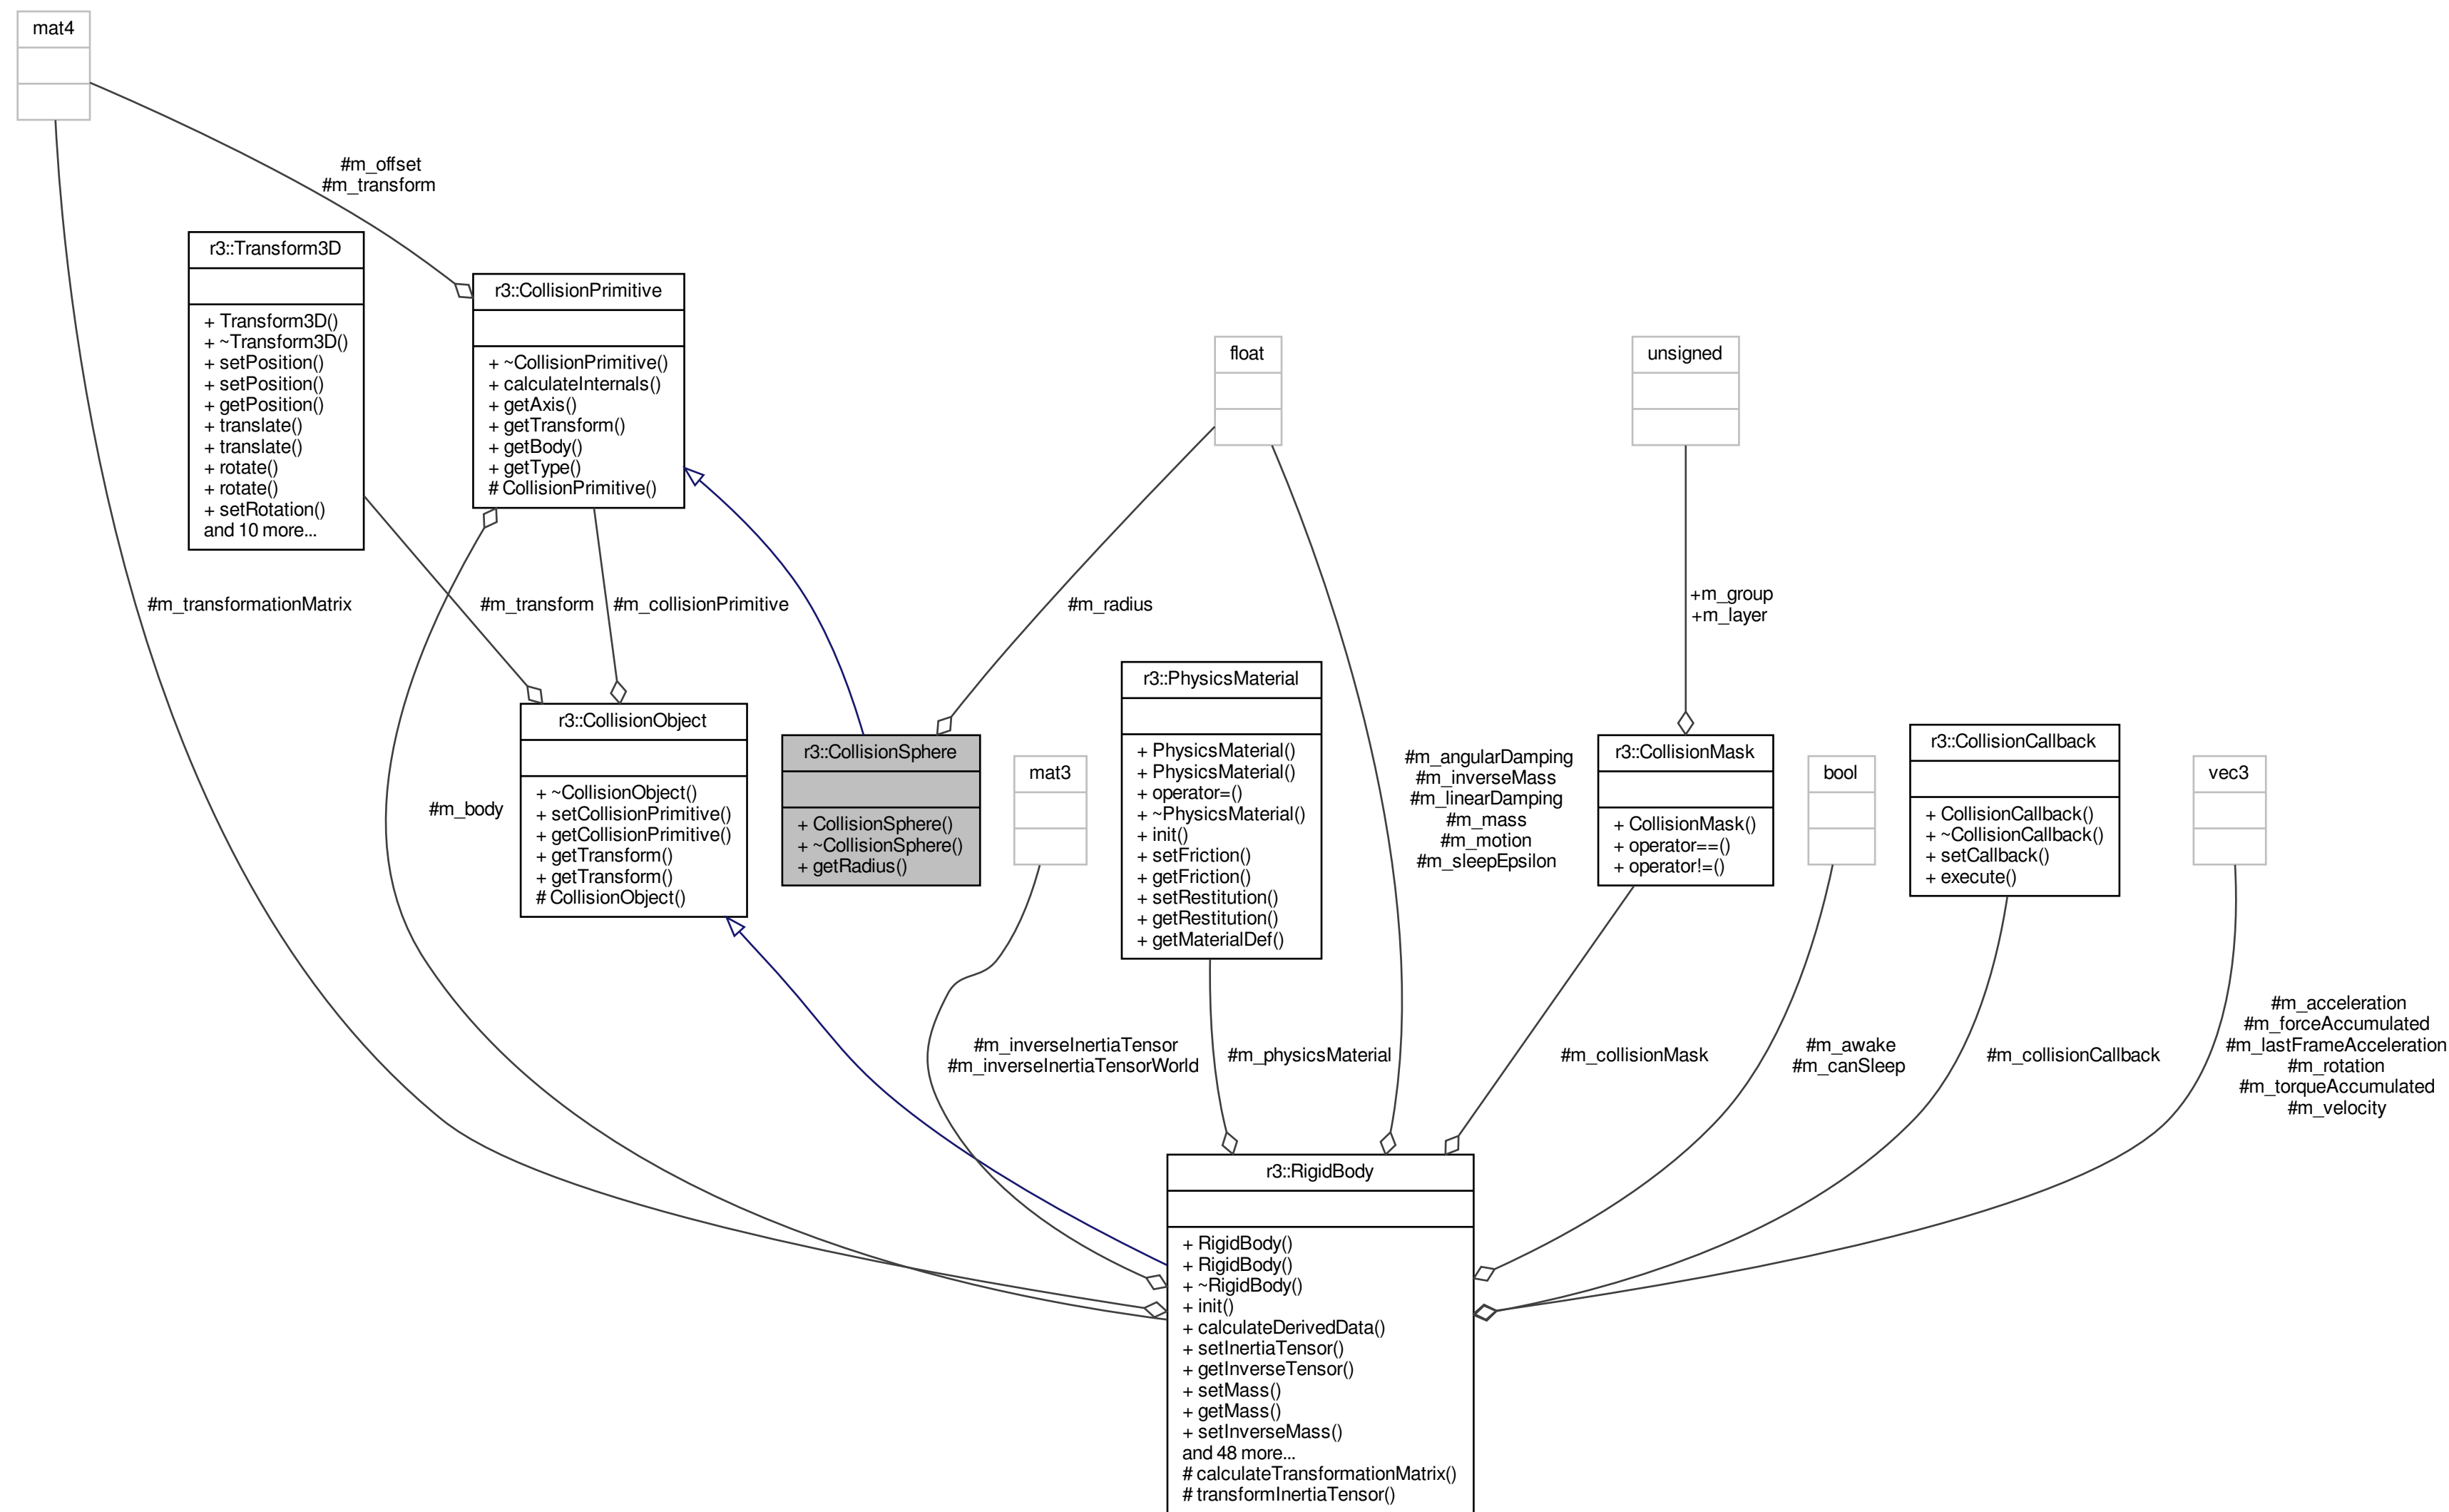 mat4
#m_offset
#m_transform
r3::Transform3D
+ Transform3D()
+ ~Transform3D()
+ setPosition()
+ setPosition()
+ getPosition()
+ translate()
+ translate()
+ rotate()
+ rotate()
+ setRotation()
and 10 more...
r3::CollisionPrimitive
+ ~CollisionPrimitive()
+ calculateInternals()
+ getAxis()
+ getTransform()
+ getBody()
+ getType()
# CollisionPrimitive()
float
unsigned
#m_transformationMatrix
#m_transform
#m_collisionPrimitive
#m_radius
+m_group
+m_layer
#m_body
r3::CollisionObject
+ ~CollisionObject()
+ setCollisionPrimitive()
+ getCollisionPrimitive()
+ getTransform()
+ getTransform()
# CollisionObject()
r3::CollisionSphere
+ CollisionSphere()
+ ~CollisionSphere()
+ getRadius()
mat3
r3::PhysicsMaterial
+ PhysicsMaterial()
+ PhysicsMaterial()
+ operator=()
+ ~PhysicsMaterial()
+ init()
+ setFriction()
+ getFriction()
+ setRestitution()
+ getRestitution()
+ getMaterialDef()
#m_angularDamping
#m_inverseMass
#m_linearDamping
#m_mass
#m_motion
#m_sleepEpsilon
r3::CollisionMask
+ CollisionMask()
+ operator==()
+ operator!=()
bool
r3::CollisionCallback
+ CollisionCallback()
+ ~CollisionCallback()
+ setCallback()
+ execute()
vec3
#m_inverseInertiaTensor
#m_inverseInertiaTensorWorld
#m_physicsMaterial
#m_collisionMask
#m_awake
#m_canSleep
#m_collisionCallback
#m_acceleration
#m_forceAccumulated
#m_lastFrameAcceleration
#m_rotation
#m_torqueAccumulated
#m_velocity
r3::RigidBody
+ RigidBody()
+ RigidBody()
+ ~RigidBody()
+ init()
+ calculateDerivedData()
+ setInertiaTensor()
+ getInverseTensor()
+ setMass()
+ getMass()
+ setInverseMass()
and 48 more...
# calculateTransformationMatrix()
# transformInertiaTensor()